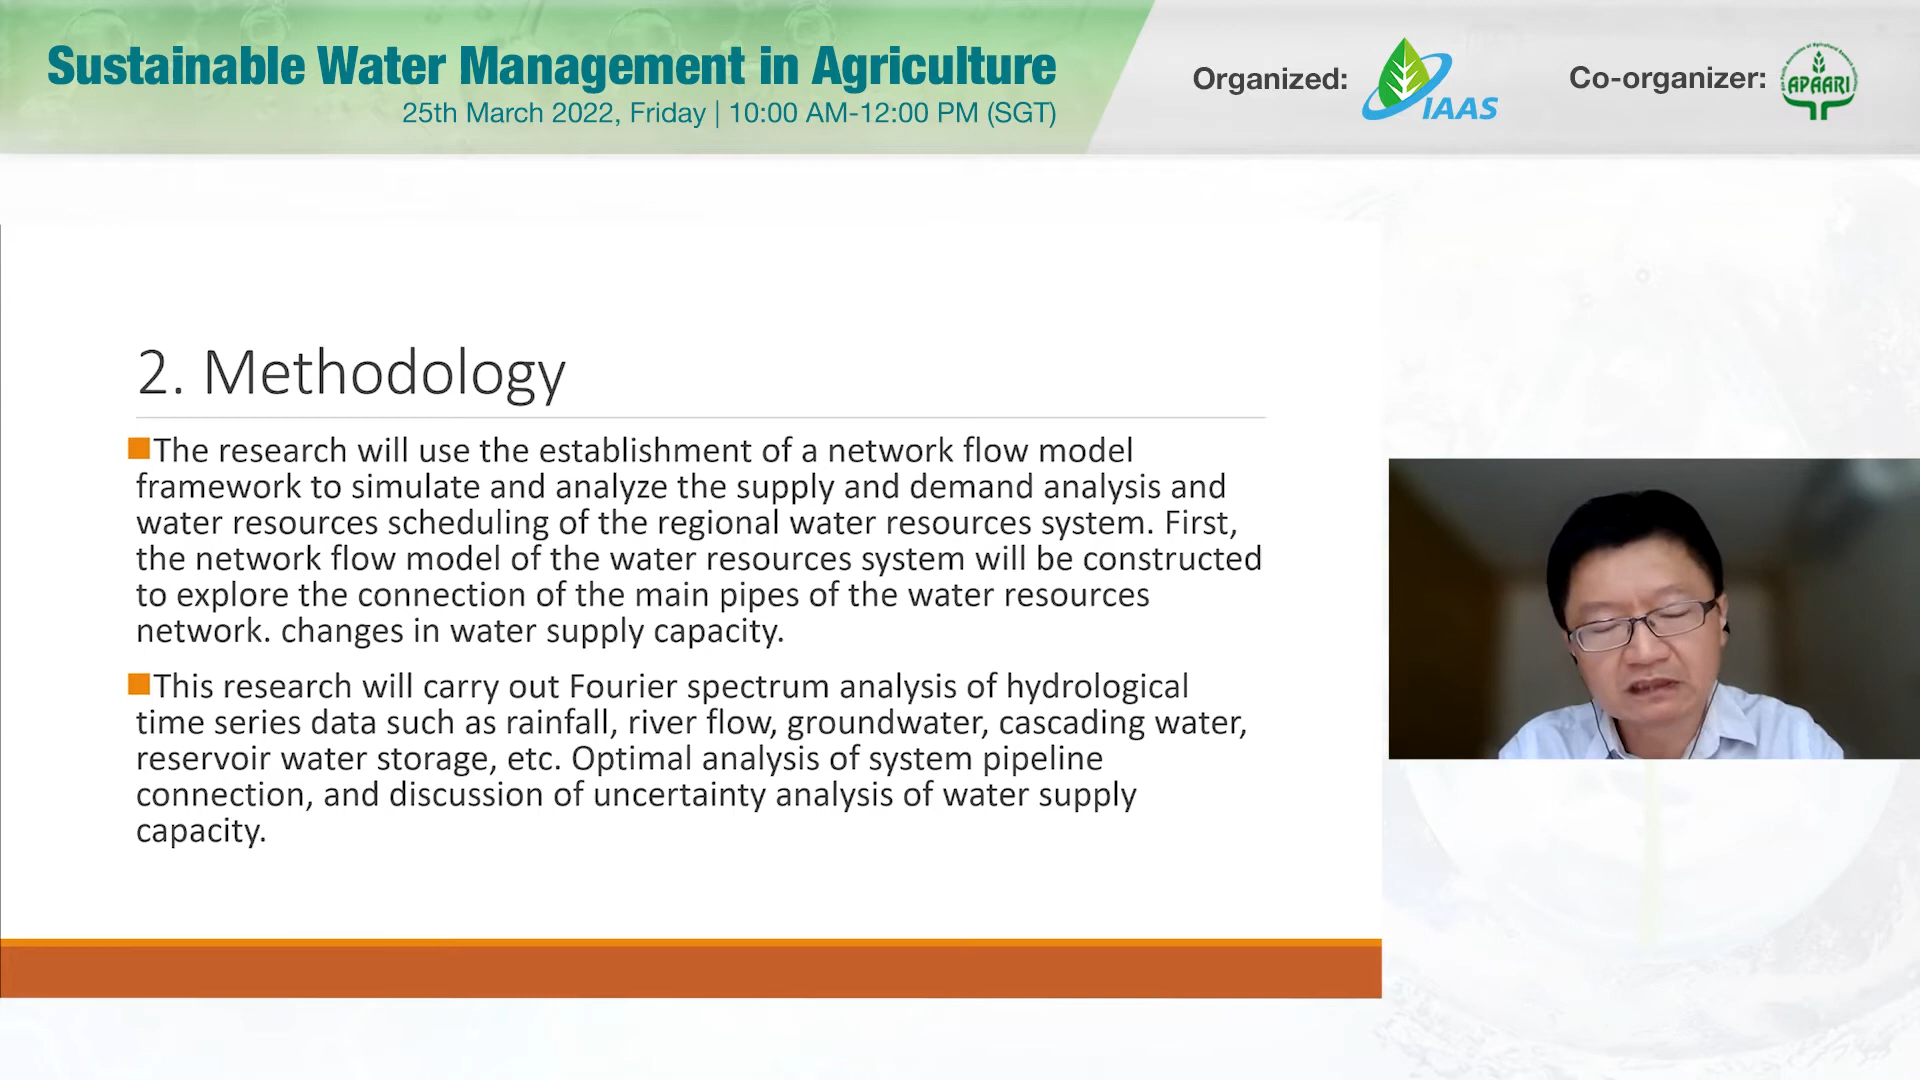 Sustainable Water Management in Agriculture
25th March 2022, Friday | 10:00 AM-12:00 PM (SGT)
Organized:
IAAS
Co-organizer:
APAARI
2. Methodology
The research will use the establishment of a network flow model
framework to simulate and analyze the supply and demand analysis and
water resources scheduling of the regional water resources system. First,
the network flow model of the water resources system will be constructed
to explore the connection of the main pipes of the water resources
network. changes in water supply capacity.
This research will carry out Fourier spectrum analysis of hydrological
time series data such as rainfall, river flow, groundwater, cascading water,
reservoir water storage, etc. Optimal analysis of system pipeline
connection, and discussion of uncertainty analysis of water supply
capacity.